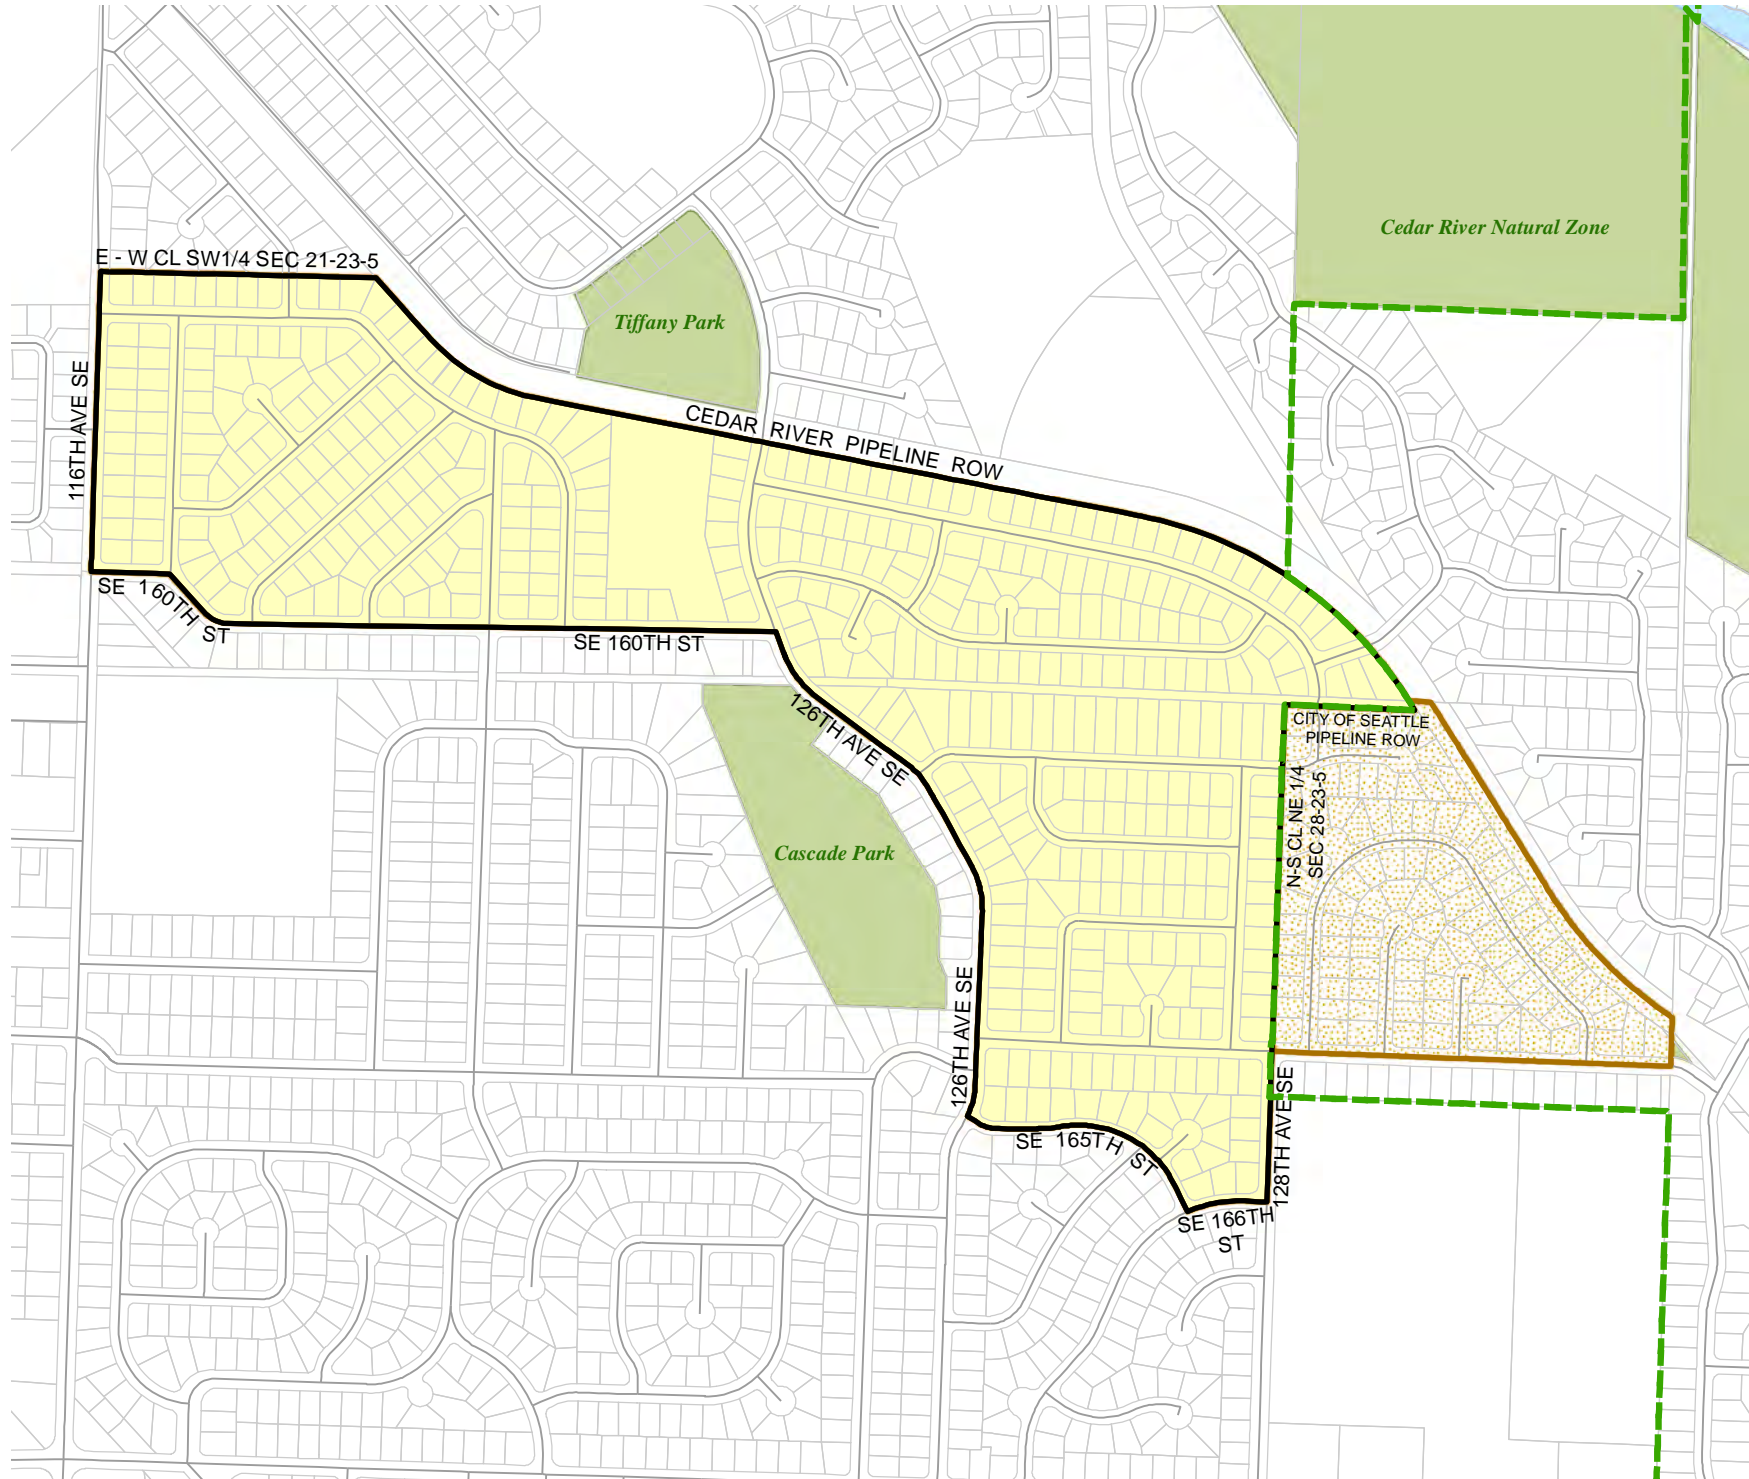 Cedar River Natural Zone
E - W CL SW1/4 SEC 21-23-5
Tiffany Park
116TH AVE SE
CEDAR RIVER PIPELINE ROW
SE 160TH ST
SE 160TH ST
126TH AVE SE
CITY OF SEATTLE
PIPELINE ROW
N-S CL NE 1/4
SEC 28-23-5
Cascade Park
126TH AVE SE
128TH AVE SE
SE 165TH ST
SE 166TH
ST